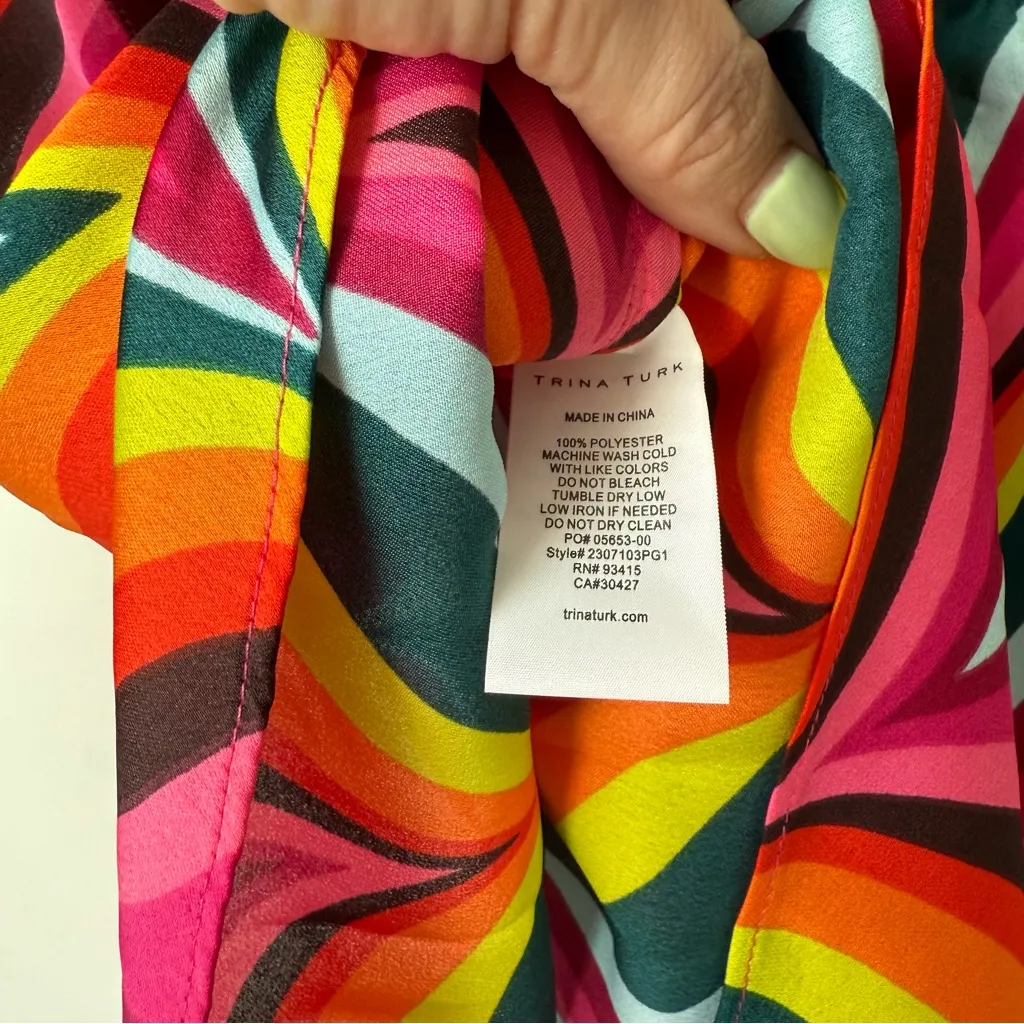 TRINA TURK
MADE IN CHINA
100% POLYESTER
MACHINE WASH COLD
WITH LIKE COLORS
DO NOT BLEACH
TUMBLE DRY LOW
LOW IRON IF NEEDED
DO NOT DRY CLEAN
PO# 05653-00
Style# 2307103PG1
RN# 93415
CA#30427
trinaturk.com